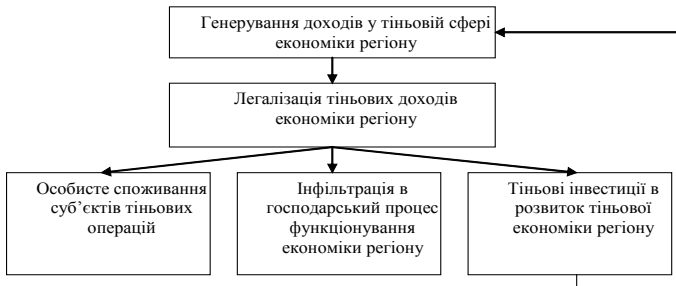 Генерування доходів у тіньовій сфері
економіки регіону
Легалізація тіньових доходів
економіки регіону
Особисте споживання
суб’єктів тіньових
операцій
Інфільтрація в
господарський процес
функціонування
економіки регіону
Тіньові інвестиції в
розвиток тіньової
економіки регіону